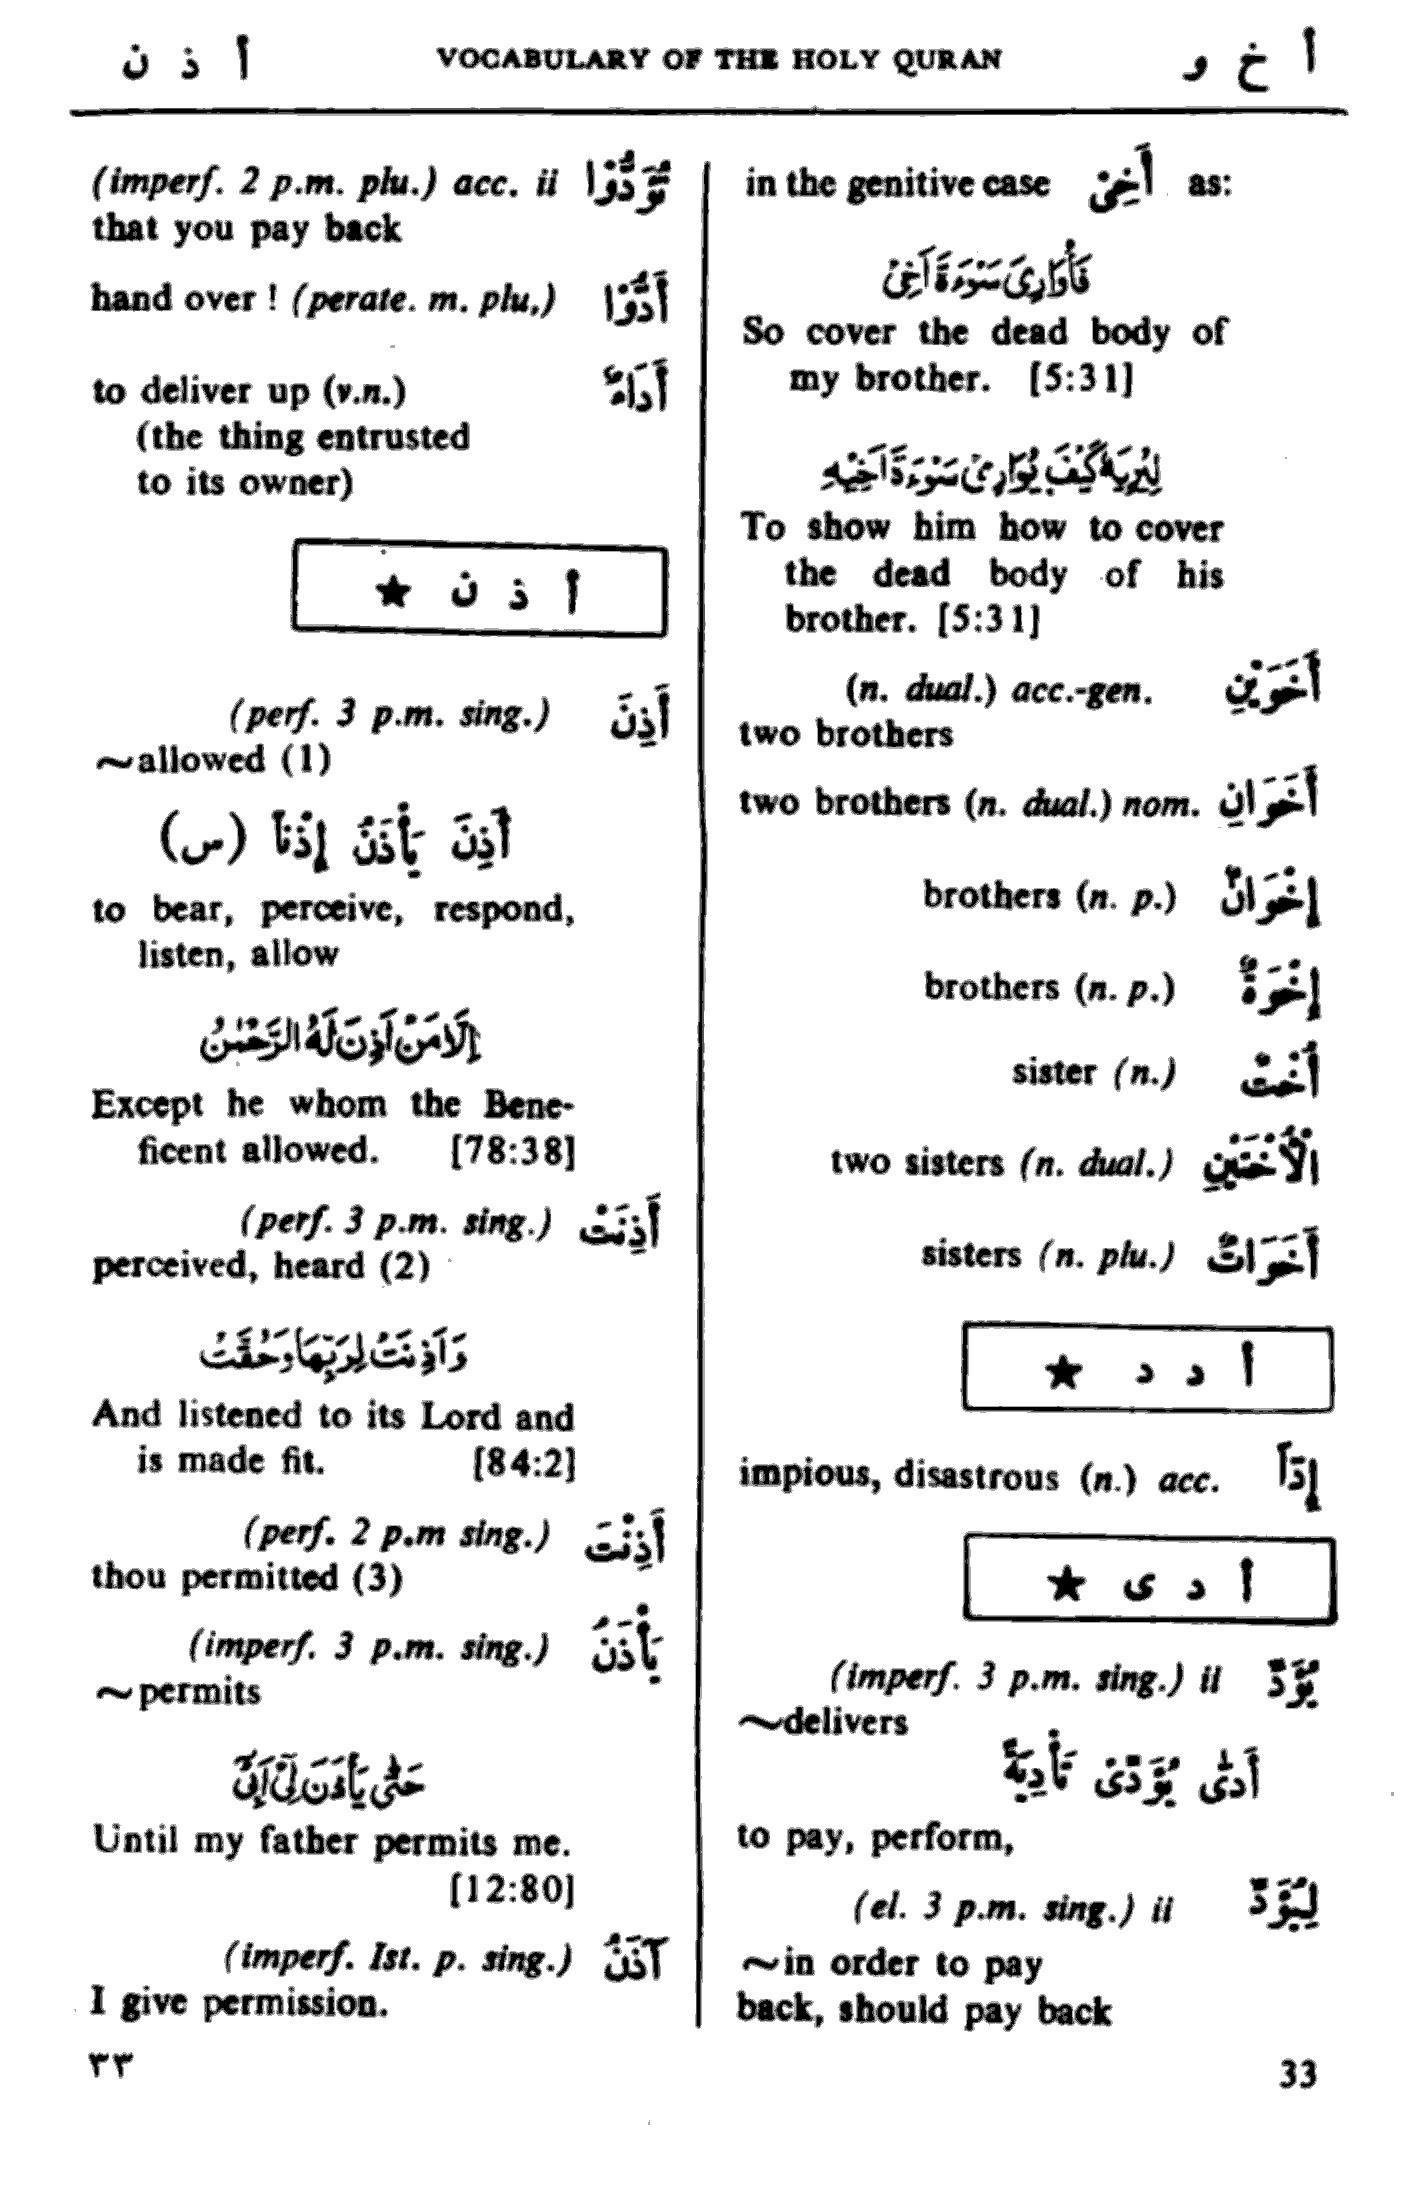 أ خ و VOCABULARY OF THE HOLY QURAN أ ذ ن
in the genitive case أَخِيْ as:
فَأُوَارِىَ سَوْءَةَ اَخِىْ
So cover the dead body of
my brother. [5:31]
لِيُرِيَهٗ كَيْفَ يُوَارِىْ سَوْءَةَ اَخِيْهِ
To show him how to cover
the dead body of his
brother. [5:31]
(n. dual.) acc.-gen. أَخَوَيْنِ
two brothers
two brothers (n. dual.) nom. أَخَوَانِ
brothers (n. p.) إِخْوَانٌ
brothers (n. p.) إِخْوَةٌ
sister (n.) أُخْتٌ
two sisters (n. dual.) الْأُخْتَيْنِ
sisters (n. plu.) أَخَوَاتٌ
أ د د ★
impious, disastrous (n.) acc. إِدّاً
أ د ى ★
(imperf. 3 p.m. sing.) ii يُؤَدِّ
~delivers
أَدّٰى يُؤَدِّىْ تَأْدِيَةً
to pay, perform,
(el. 3 p.m. sing.) ii لِيُؤَدِّ
~in order to pay
back, should pay back
(imperf. 2 p.m. plu.) acc. ii تُؤَدُّوْا
that you pay back
hand over ! (perate. m. plu,) أَدُّوْا
to deliver up (v.n.) أَدَاءٌ
(the thing entrusted
to its owner)
أ ذ ن ★
(perf. 3 p.m. sing.) أَذِنَ
~allowed (1)
أَذِنَ يَأْذَنُ إِذْناً (س)
to bear, perceive, respond,
listen, allow
اِلَّا مَنْ اَذِنَ لَهُ الرَّحْمٰنُ
Except he whom the Bene-
ficent allowed. [78:38]
(perf. 3 p.m. sing.) أَذِنَتْ
perceived, heard (2)
وَاَذِنَتْ لِرَبِّهَا وَحُقَّتْ
And listened to its Lord and
is made fit. [84:2]
(perf. 2 p.m sing.) أَذِنْتَ
thou permitted (3)
(imperf. 3 p.m. sing.) يَأْذَنُ
~permits
حَتّٰى يَأْذَنَ لِىْٓ اَبِىْٓ
Until my father permits me.
[12:80]
(imperf. Ist. p. sing.) آذَنُ
I give permission.
٣٣ 33